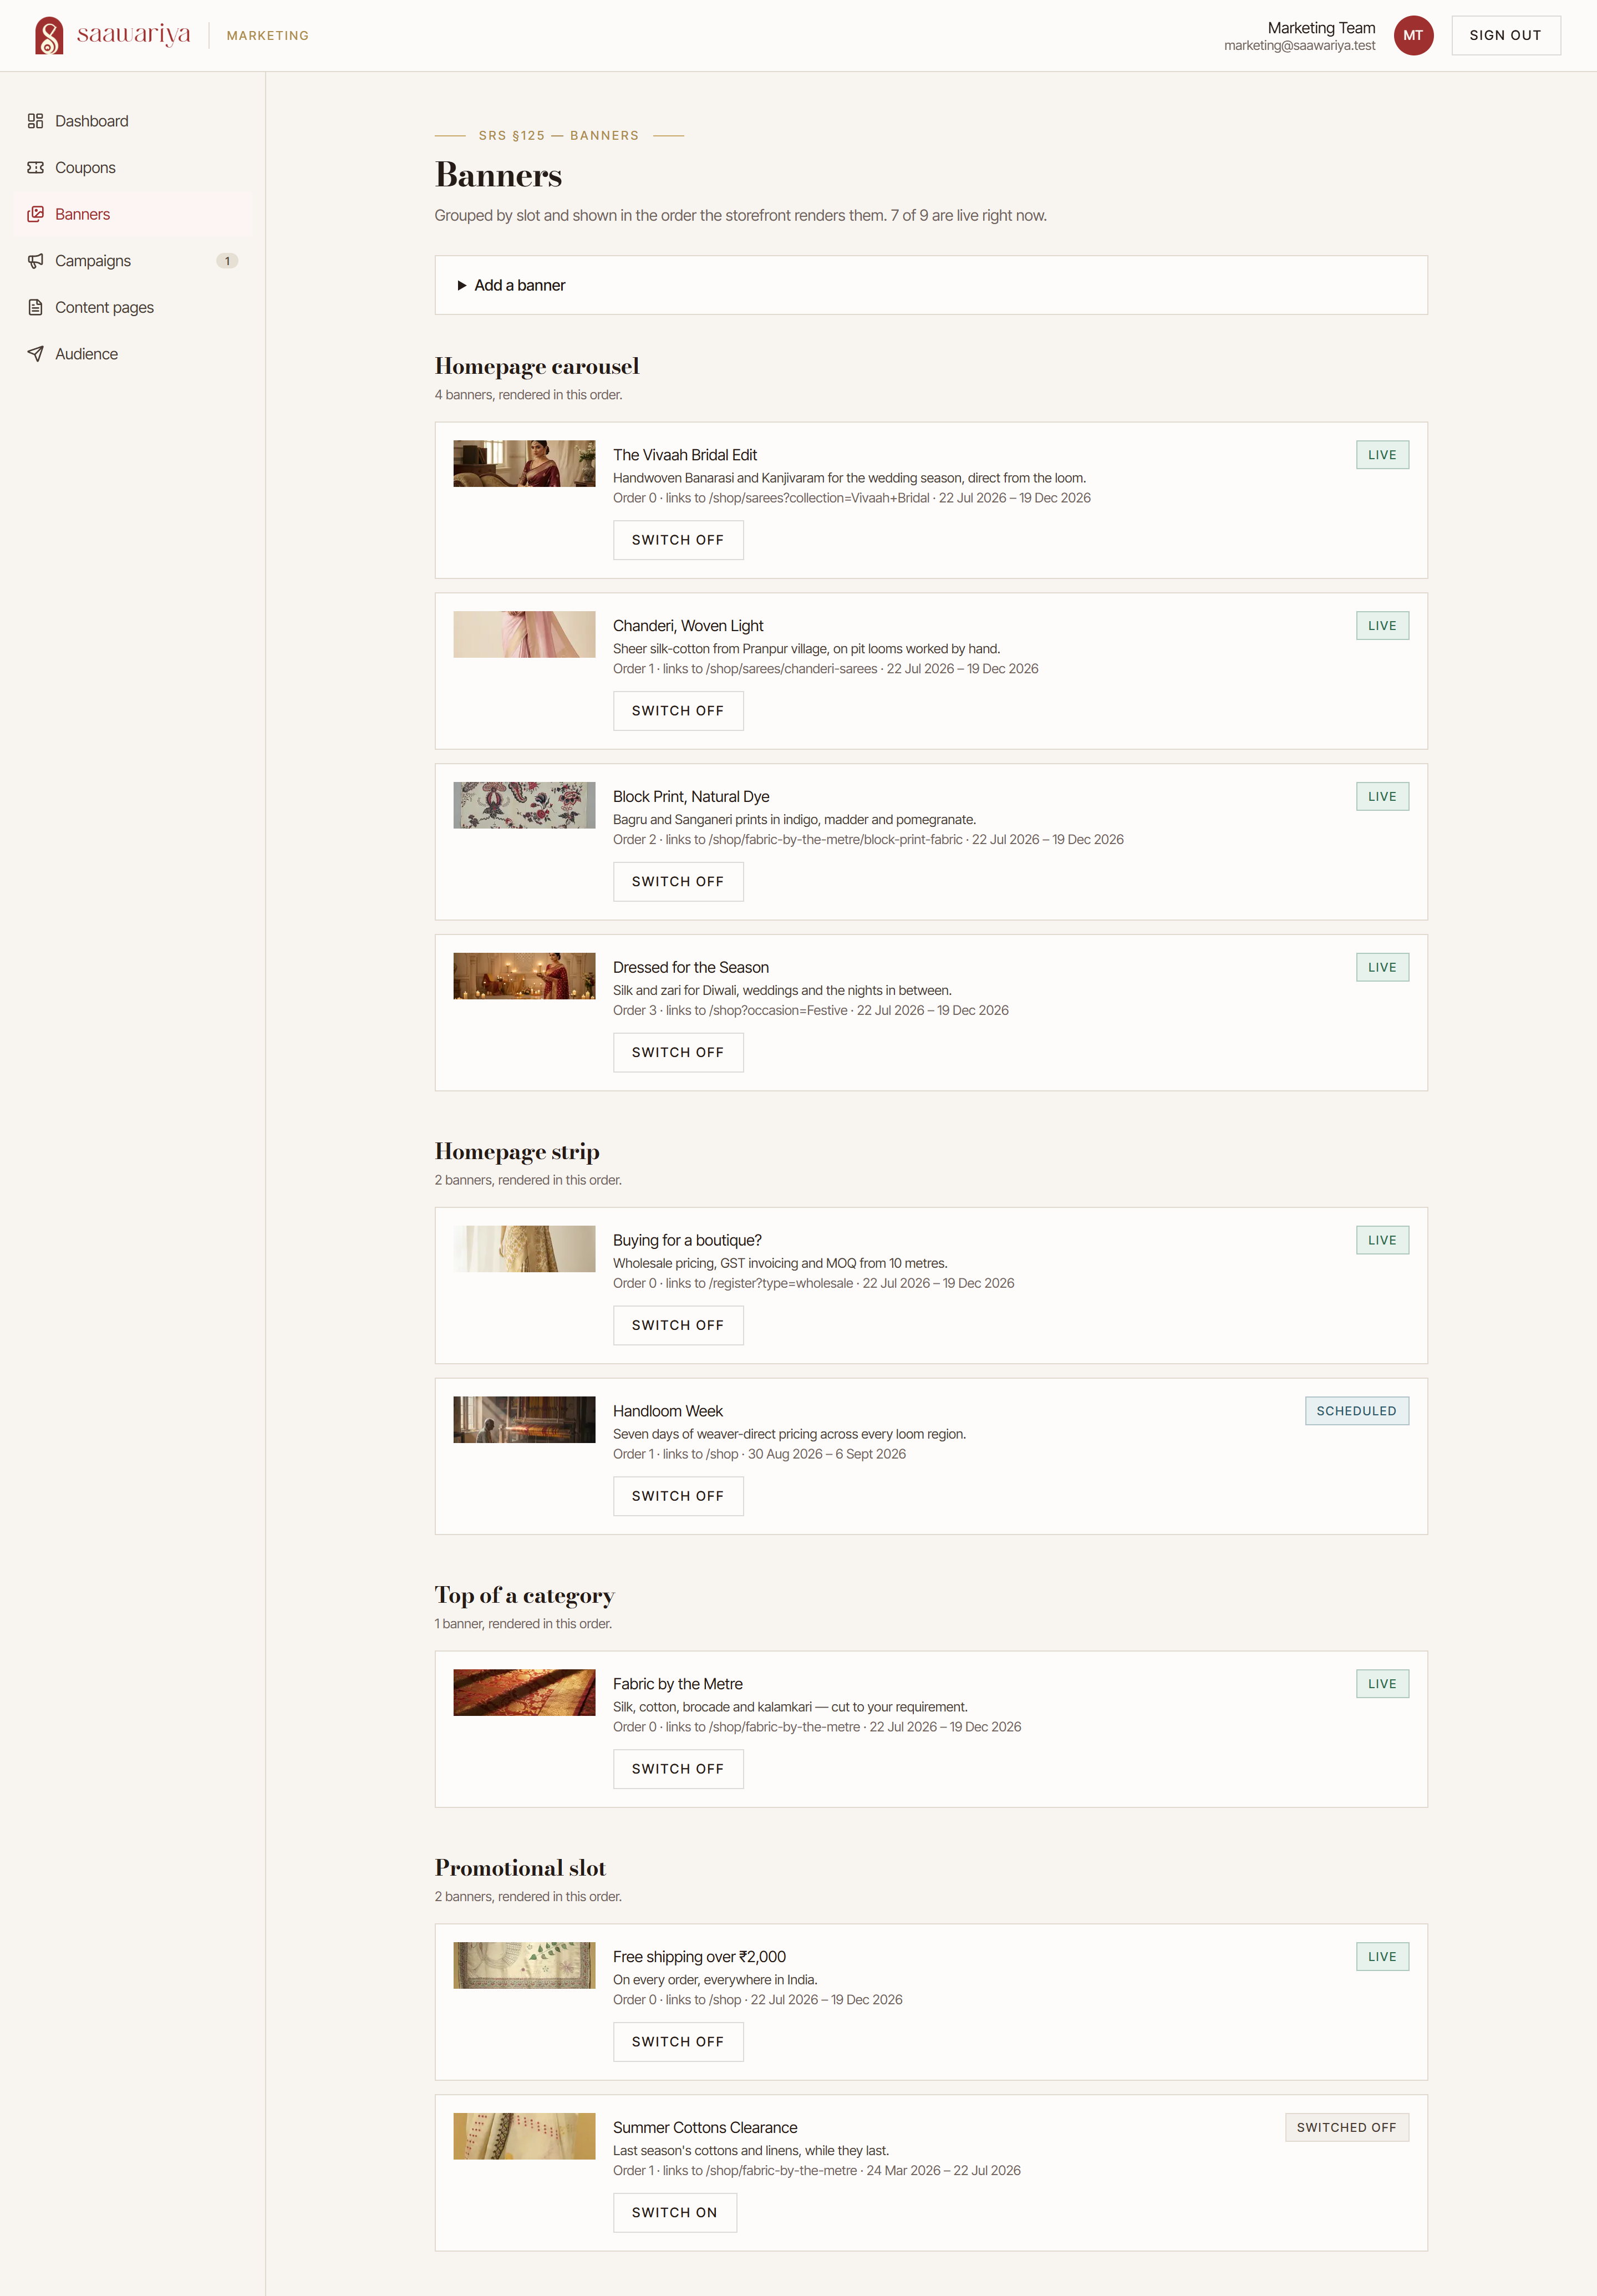 saawariya
MARKETING
Marketing Team
marketing@saawariya.test
MT
SIGN OUT
Dashboard
Coupons
Banners
Campaigns
1
Content pages
Audience
SRS §125 — BANNERS
Banners
Grouped by slot and shown in the order the storefront renders them. 7 of 9 are live right now.
Add a banner
Homepage carousel
4 banners, rendered in this order.
The Vivaah Bridal Edit
LIVE
Handwoven Banarasi and Kanjivaram for the wedding season, direct from the loom.
Order 0 · links to /shop/sarees?collection=Vivaah+Bridal · 22 Jul 2026 – 19 Dec 2026
SWITCH OFF
Chanderi, Woven Light
LIVE
Sheer silk-cotton from Pranpur village, on pit looms worked by hand.
Order 1 · links to /shop/sarees/chanderi-sarees · 22 Jul 2026 – 19 Dec 2026
SWITCH OFF
Block Print, Natural Dye
LIVE
Bagru and Sanganeri prints in indigo, madder and pomegranate.
Order 2 · links to /shop/fabric-by-the-metre/block-print-fabric · 22 Jul 2026 – 19 Dec 2026
SWITCH OFF
Dressed for the Season
LIVE
Silk and zari for Diwali, weddings and the nights in between.
Order 3 · links to /shop?occasion=Festive · 22 Jul 2026 – 19 Dec 2026
SWITCH OFF
Homepage strip
2 banners, rendered in this order.
Buying for a boutique?
LIVE
Wholesale pricing, GST invoicing and MOQ from 10 metres.
Order 0 · links to /register?type=wholesale · 22 Jul 2026 – 19 Dec 2026
SWITCH OFF
Handloom Week
SCHEDULED
Seven days of weaver-direct pricing across every loom region.
Order 1 · links to /shop · 30 Aug 2026 – 6 Sept 2026
SWITCH OFF
Top of a category
1 banner, rendered in this order.
Fabric by the Metre
LIVE
Silk, cotton, brocade and kalamkari — cut to your requirement.
Order 0 · links to /shop/fabric-by-the-metre · 22 Jul 2026 – 19 Dec 2026
SWITCH OFF
Promotional slot
2 banners, rendered in this order.
Free shipping over ₹2,000
LIVE
On every order, everywhere in India.
Order 0 · links to /shop · 22 Jul 2026 – 19 Dec 2026
SWITCH OFF
Summer Cottons Clearance
SWITCHED OFF
Last season's cottons and linens, while they last.
Order 1 · links to /shop/fabric-by-the-metre · 24 Mar 2026 – 22 Jul 2026
SWITCH ON